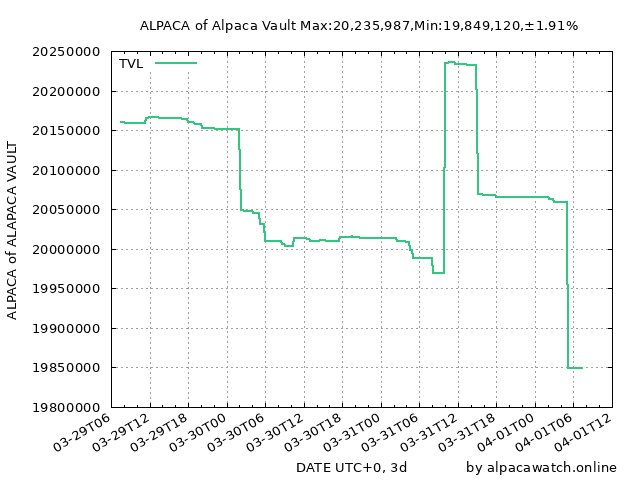 ALPACA of Alpaca Vault Max:20,235,987,Min:19,849,120,±1.91%
TVL
20250000
20200000
20150000
20100000
20050000
20000000
19950000
19900000
19850000
19800000
ALPACA of ALAPACA VAULT
03-29T06
03-29T12
03-29T18
03-30T00
03-30T06
03-30T12
03-30T18
03-31T00
03-31T06
03-31T12
03-31T18
04-01T00
04-01T06
04-01T12
DATE UTC+0, 3d
by alpacawatch.online